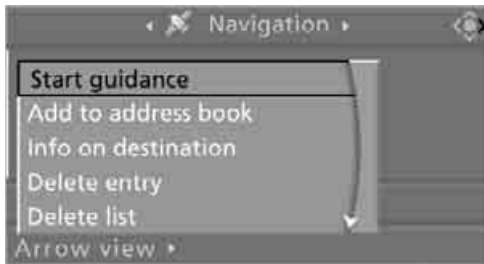 Navigation
Start guidance
Add to address book
Info on destination
Delete entry
Delete list
Arrow view